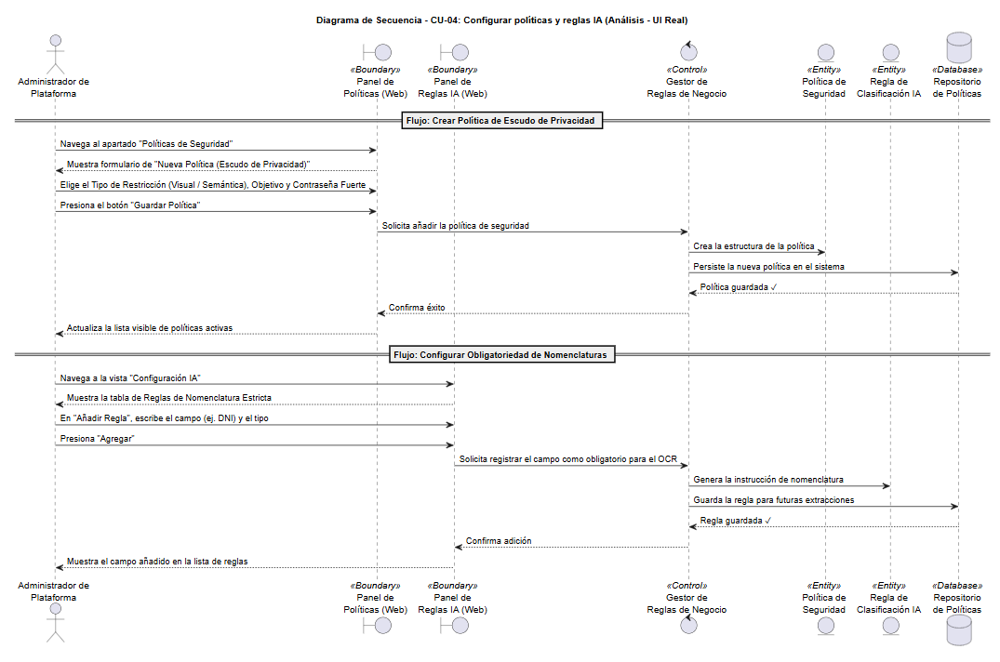 Diagrama de Secuencia - CU-04: Configurar políticas y reglas IA (Análisis - UI Real)
Administrador de
Plataforma
«Boundary»
Panel de
Políticas (Web)
«Boundary»
Panel de
Reglas IA (Web)
«Control»
Gestor de
Reglas de Negocio
«Entity»
Política de
Seguridad
«Entity»
Regla de
Clasificación IA
«Database»
Repositorio
de Políticas
Flujo: Crear Política de Escudo de Privacidad
Navega al apartado "Políticas de Seguridad"
Muestra formulario de "Nueva Política (Escudo de Privacidad)"
Elige el Tipo de Restricción (Visual / Semántica), Objetivo y Contraseña Fuerte
Presiona el botón "Guardar Política"
Solicita añadir la política de seguridad
Crea la estructura de la política
Persiste la nueva política en el sistema
Política guardada ✓
Confirma éxito
Actualiza la lista visible de políticas activas
Flujo: Configurar Obligatoriedad de Nomenclaturas
Navega a la vista "Configuración IA"
Muestra la tabla de Reglas de Nomenclatura Estricta
En "Añadir Regla", escribe el campo (ej. DNI) y el tipo
Presiona "Agregar"
Solicita registrar el campo como obligatorio para el OCR
Genera la instrucción de nomenclatura
Guarda la regla para futuras extracciones
Regla guardada ✓
Confirma adición
Muestra el campo añadido en la lista de reglas
Administrador de
Plataforma
«Boundary»
Panel de
Políticas (Web)
«Boundary»
Panel de
Reglas IA (Web)
«Control»
Gestor de
Reglas de Negocio
«Entity»
Política de
Seguridad
«Entity»
Regla de
Clasificación IA
«Database»
Repositorio
de Políticas